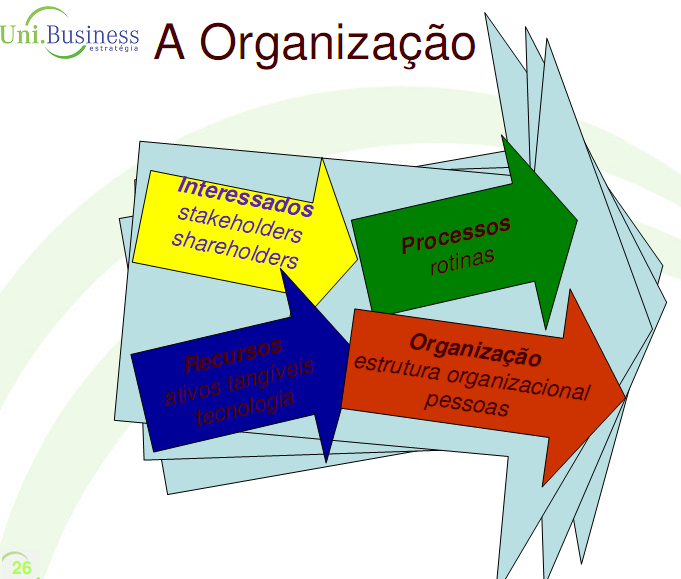 Uni.Business
estratégia
A Organização
Interessados
stakeholders
shareholders
Processos
rotinas
Recursos
ativos tangíveis
tecnologia
Organização
estrutura organizacional
pessoas
26